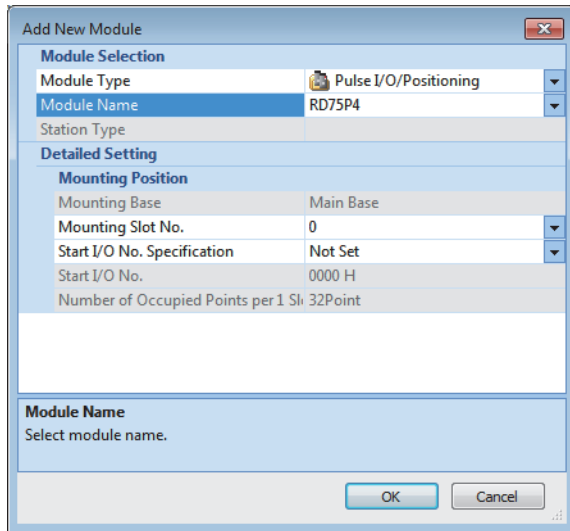 Add New Module
Module Selection
Module Type Pulse I/O/Positioning
Module Name RD75P4
Station Type
Detailed Setting
Mounting Position
Mounting Base Main Base
Mounting Slot No. 0
Start I/O No. Specification Not Set
Start I/O No. 0000 H
Number of Occupied Points per 1 Sl 32Point
Module Name
Select module name.
OK Cancel